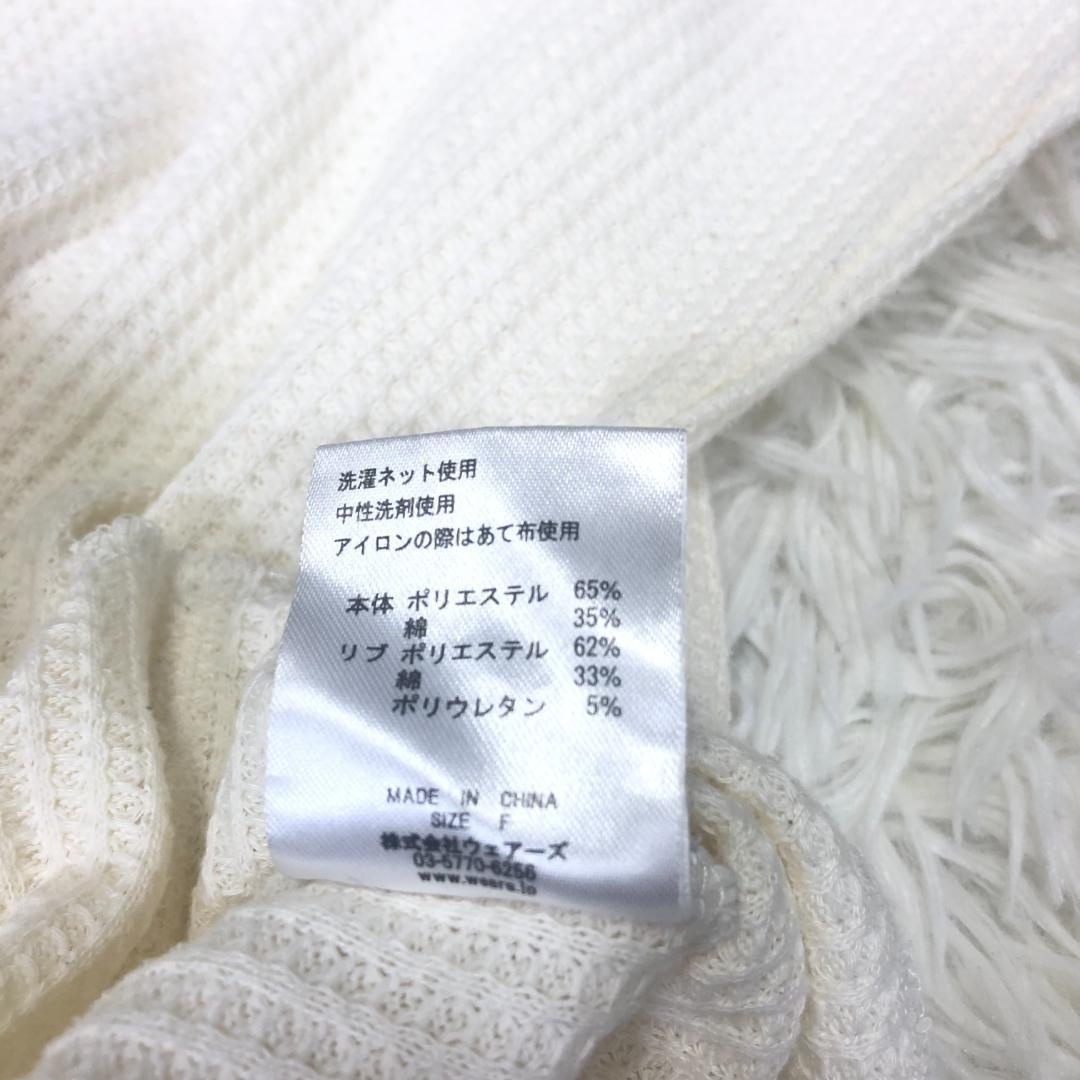 洗濯ネット使用
中性洗剤使用
アイロンの際はあて布使用
本体 ポリエステル 65%
綿 35%
リブ ポリエステル 62%
綿 33%
ポリウレタン 5%
MADE IN CHINA
SIZE F
株式会社ウェアーズ
03-5770-6256
www.wears.jp